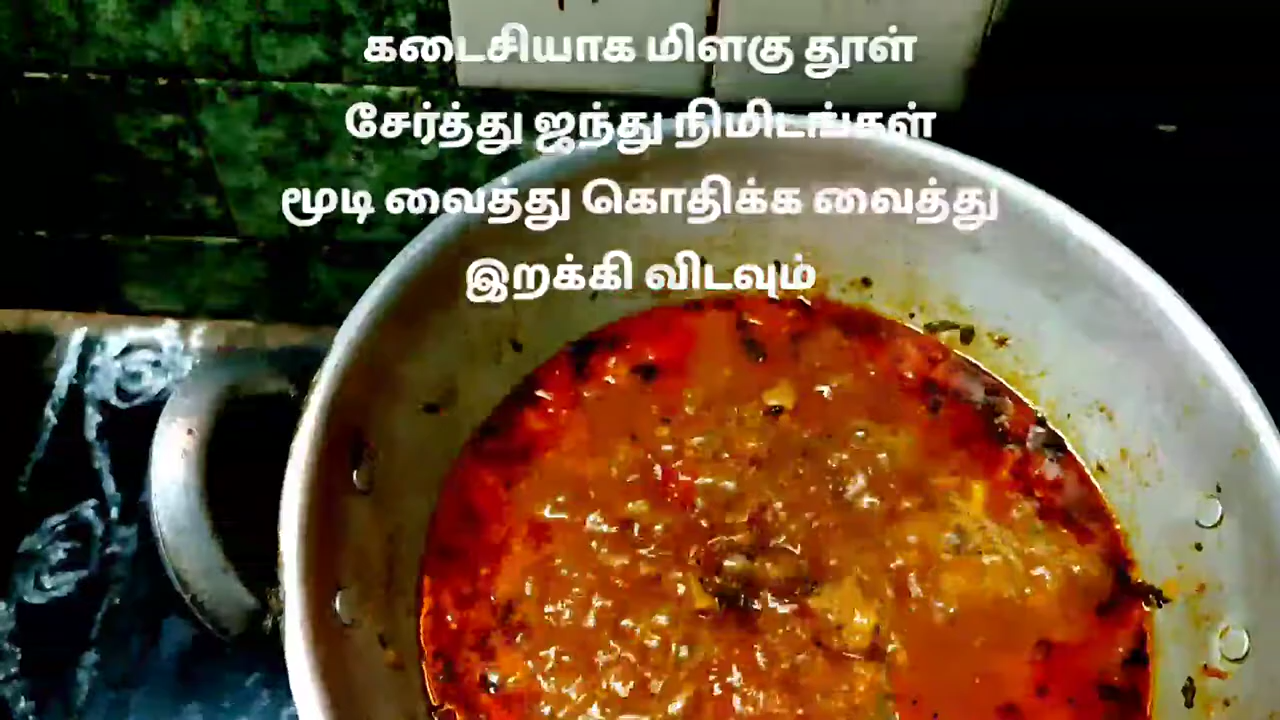 கடைசியாக மிளகு தூள்
சேர்த்து ஐந்து நிமிடங்கள்
மூடி வைத்து கொதிக்க வைத்து
இறக்கி விடவும்